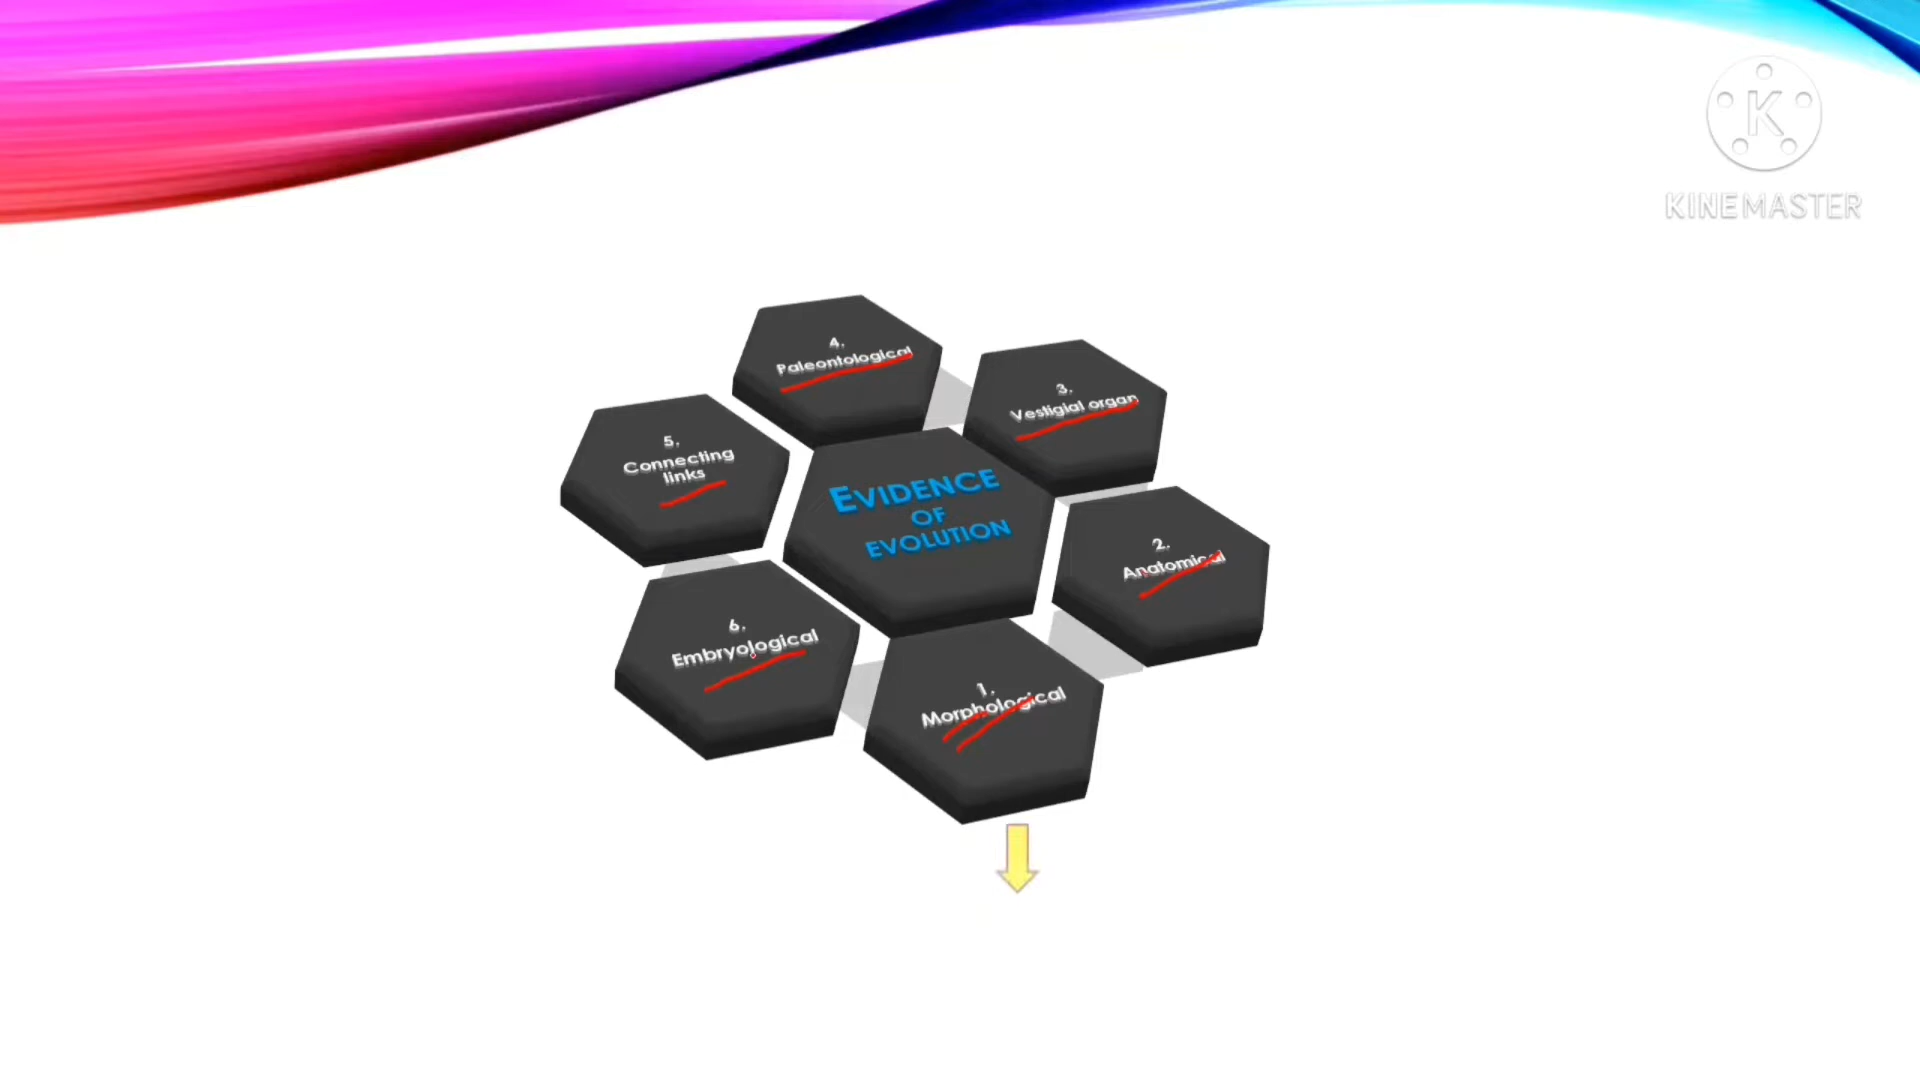 K
KINEMASTER
4.
Paleontological
3.
Vestigial organ
5.
Connecting
links
EVIDENCE
OF
EVOLUTION
2.
Anatomical
6.
Embryological
1.
Morphological